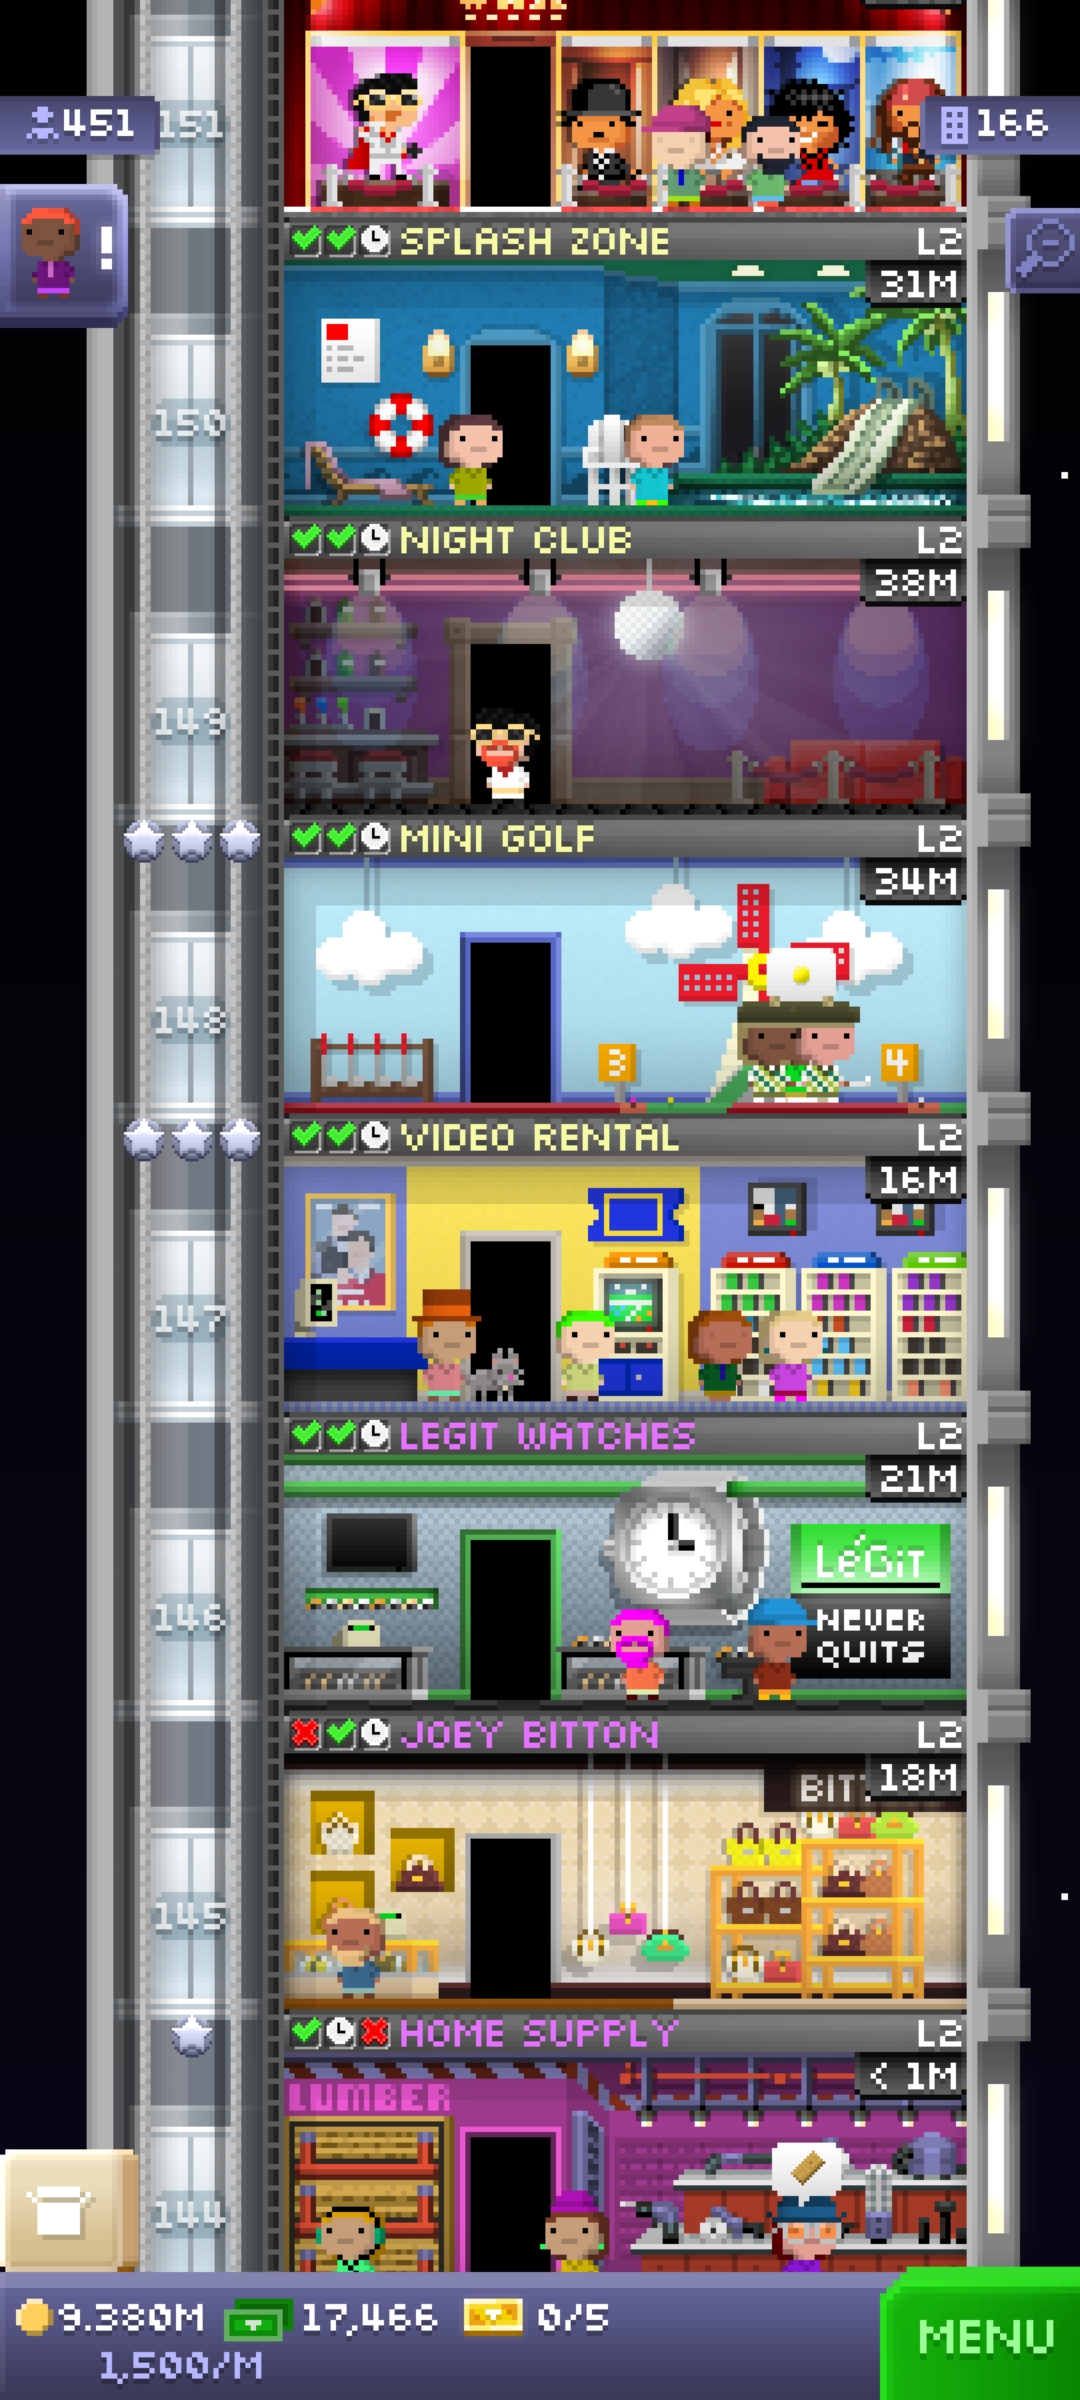 451
151
166
SPLASH ZONE
L2
31M
150
NIGHT CLUB
L2
38M
149
MINI GOLF
L2
34M
148
3
4
VIDEO RENTAL
L2
16M
147
LEGIT WATCHES
L2
21M
LéGiT
NEVER
QUITS
146
JOEY BITTON
L2
18M
145
HOME SUPPLY
L2
< 1M
LUMBER
144
9.380M
17,466
0/5
MENU
1,500/M